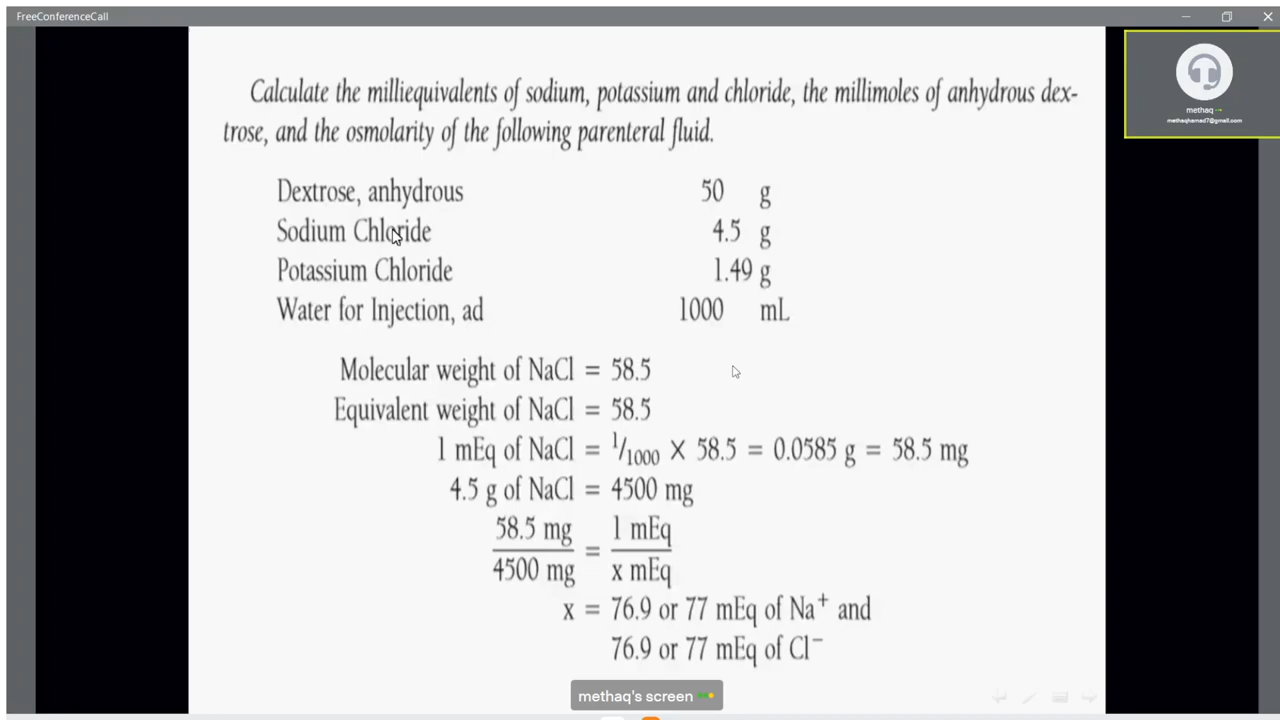 FreeConferenceCall
methaq
methaqhamad7@gmail.com
Calculate the milliequivalents of sodium, potassium and chloride, the millimoles of anhydrous dex-
trose, and the osmolarity of the following parenteral fluid.
Dextrose, anhydrous 50 g
Sodium Chloride 4.5 g
Potassium Chloride 1.49 g
Water for Injection, ad 1000 mL
Molecular weight of NaCl = 58.5
Equivalent weight of NaCl = 58.5
1 mEq of NaCl = 1/1000 × 58.5 = 0.0585 g = 58.5 mg
4.5 g of NaCl = 4500 mg
58.5 mg / 4500 mg = 1 mEq / x mEq
x = 76.9 or 77 mEq of Na⁺ and
76.9 or 77 mEq of Cl⁻
methaq's screen